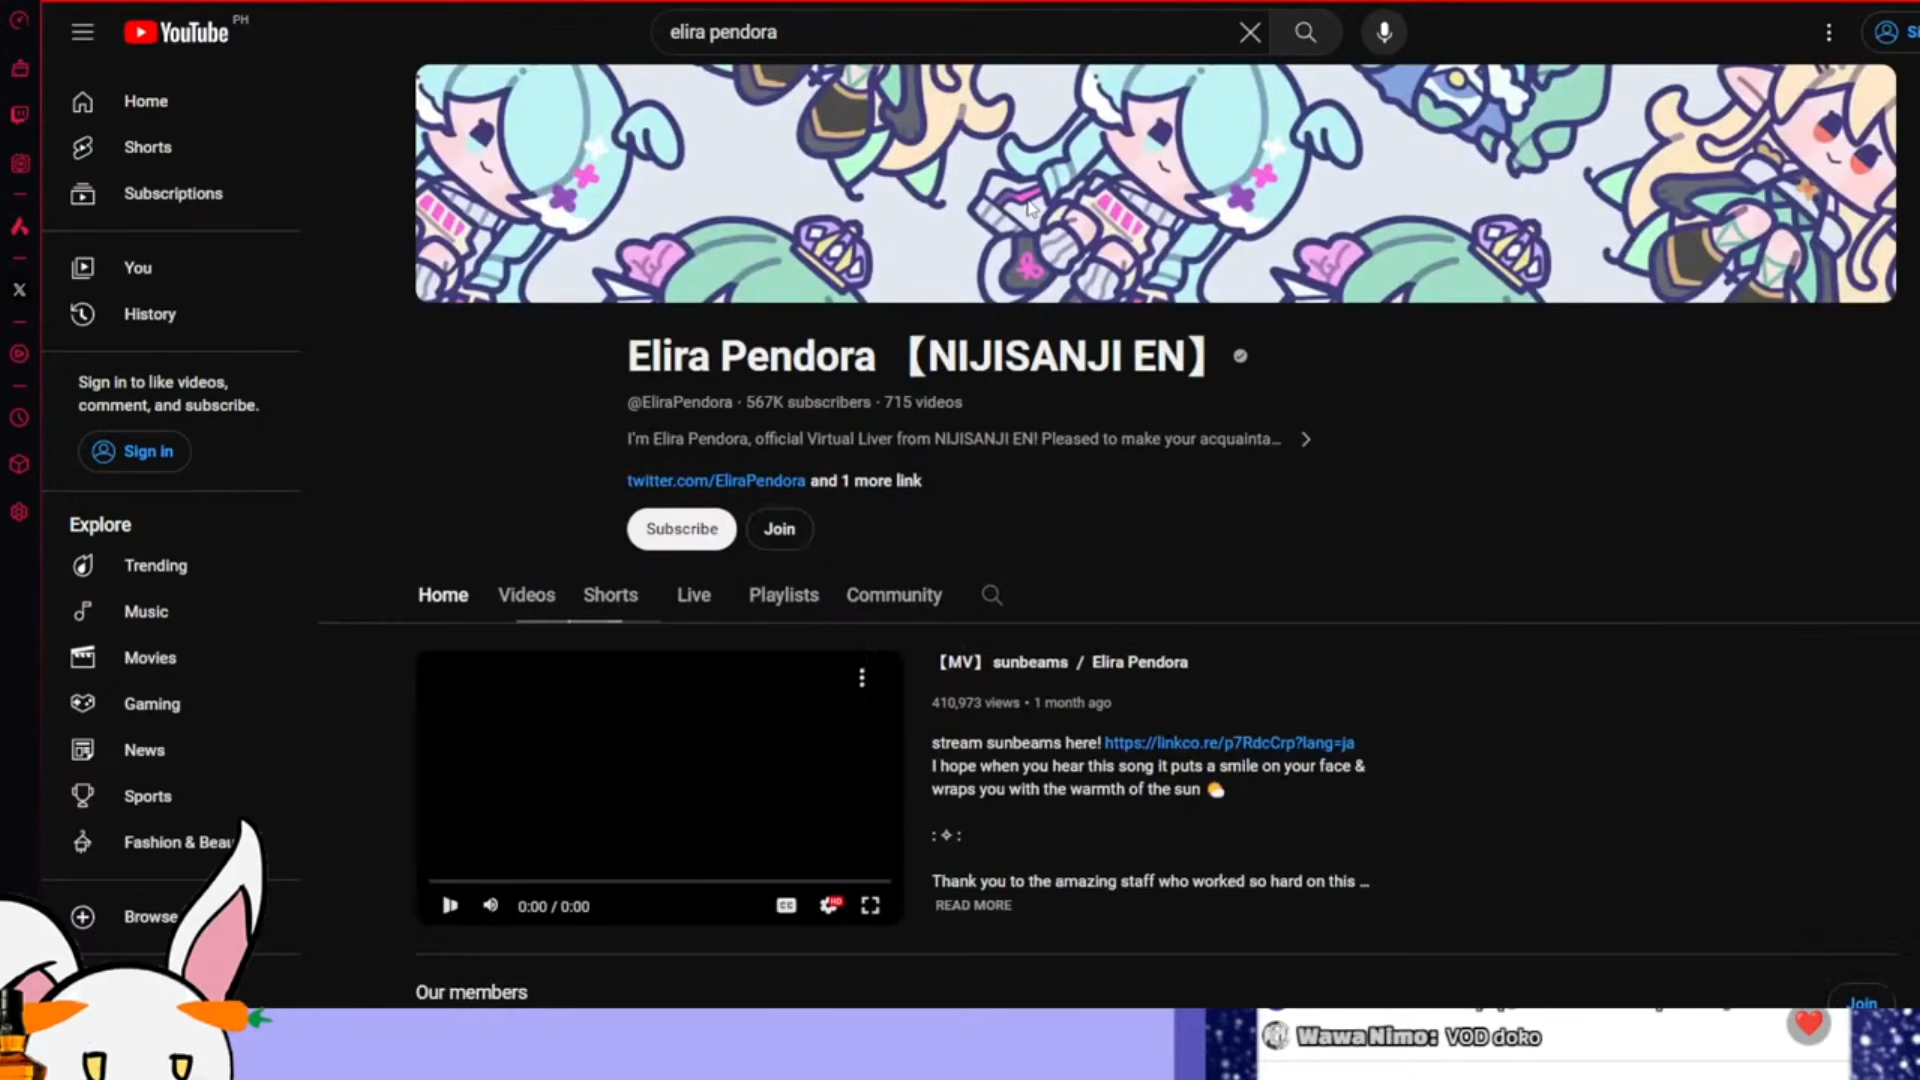 YouTube PH
elira pendora
Home
Shorts
Subscriptions
You
History
Sign in to like videos,
comment, and subscribe.
Sign in
Explore
Trending
Music
Movies
Gaming
News
Sports
Fashion & Beau
Browse
Elira Pendora 【NIJISANJI EN】
@EliraPendora · 567K subscribers · 715 videos
I'm Elira Pendora, official Virtual Liver from NIJISANJI EN! Pleased to make your acquainta...
twitter.com/EliraPendora and 1 more link
Subscribe
Join
Home Videos Shorts Live Playlists Community
0:00 / 0:00
CC
HD
【MV】 sunbeams / Elira Pendora
410,973 views • 1 month ago
stream sunbeams here! https://linkco.re/p7RdcCrp?lang=ja
I hope when you hear this song it puts a smile on your face &
wraps you with the warmth of the sun 🌤️
: ✧ :
Thank you to the amazing staff who worked so hard on this ...
READ MORE
Our members
Join
WawaNimo: VOD doko